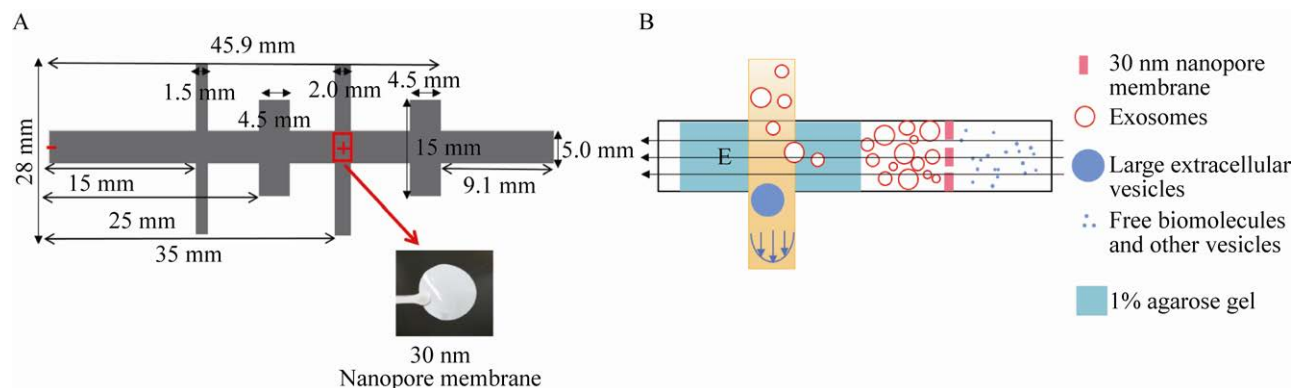 A
45.9 mm
1.5 mm
2.0 mm
4.5 mm
4.5 mm
28 mm
-
+
15 mm
5.0 mm
15 mm
9.1 mm
25 mm
35 mm
30 nm
Nanopore membrane
B
E
30 nm nanopore
membrane
Exosomes
Large extracellular
vesicles
Free biomolecules
and other vesicles
1% agarose gel